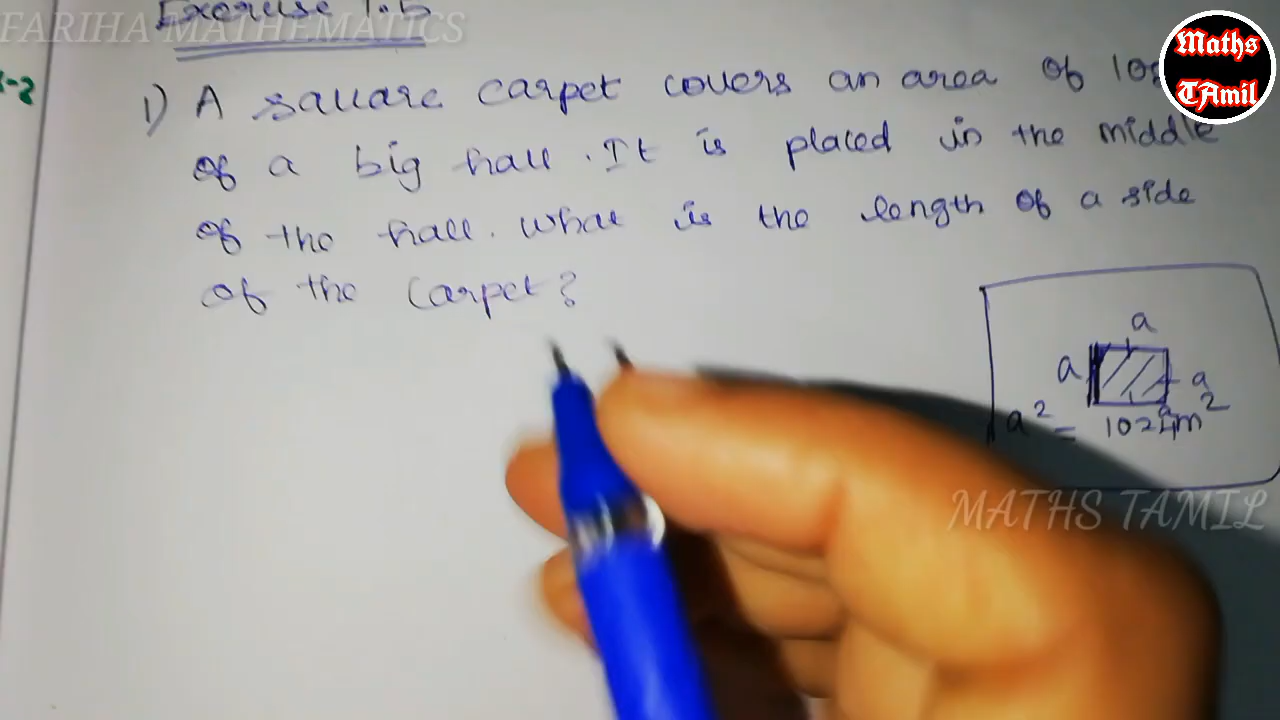 FARIHA MATHEMATICS
Exercise 1.5
Maths
TAmil
1) A square carpet covers an area of 10
of a big hall. It is placed in the middle
of the hall. What is the length of a side
of the carpet?
a
a
a
a² = 1024m²
MATHS TAMIL